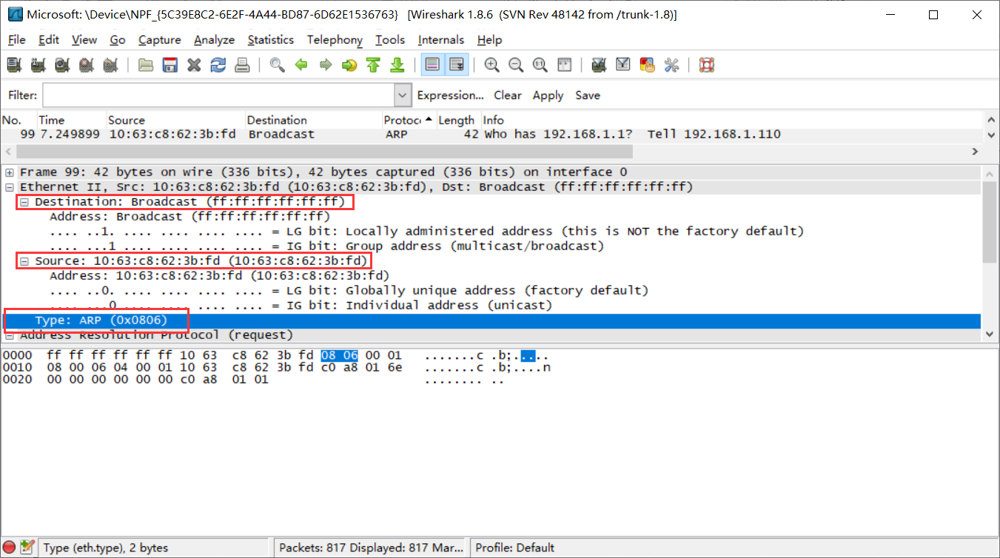 Microsoft: \Device\NPF_{5C39E8C2-6E2F-4A44-BD87-6D62E1536763} [Wireshark 1.8.6 (SVN Rev 48142 from /trunk-1.8)]
File Edit View Go Capture Analyze Statistics Telephony Tools Internals Help
Filter: Expression... Clear Apply Save
No. Time Source Destination Protoc Length Info
99 7.249899 10:63:c8:62:3b:fd Broadcast ARP 42 Who has 192.168.1.1? Tell 192.168.1.110
Frame 99: 42 bytes on wire (336 bits), 42 bytes captured (336 bits) on interface 0
Ethernet II, Src: 10:63:c8:62:3b:fd (10:63:c8:62:3b:fd), Dst: Broadcast (ff:ff:ff:ff:ff:ff)
Destination: Broadcast (ff:ff:ff:ff:ff:ff)
Address: Broadcast (ff:ff:ff:ff:ff:ff)
.... ..1. .... .... .... .... = LG bit: Locally administered address (this is NOT the factory default)
.... ...1 .... .... .... .... = IG bit: Group address (multicast/broadcast)
Source: 10:63:c8:62:3b:fd (10:63:c8:62:3b:fd)
Address: 10:63:c8:62:3b:fd (10:63:c8:62:3b:fd)
.... ..0. .... .... .... .... = LG bit: Globally unique address (factory default)
.... ...0 .... .... .... .... = IG bit: Individual address (unicast)
Type: ARP (0x0806)
Address Resolution Protocol (request)
0000 ff ff ff ff ff ff 10 63 c8 62 3b fd 08 06 00 01 .......c .b;.....
0010 08 00 06 04 00 01 10 63 c8 62 3b fd c0 a8 01 6e .......c .b;....n
0020 00 00 00 00 00 00 c0 a8 01 01 ........ ..
Type (eth.type), 2 bytes Packets: 817 Displayed: 817 Mar... Profile: Default